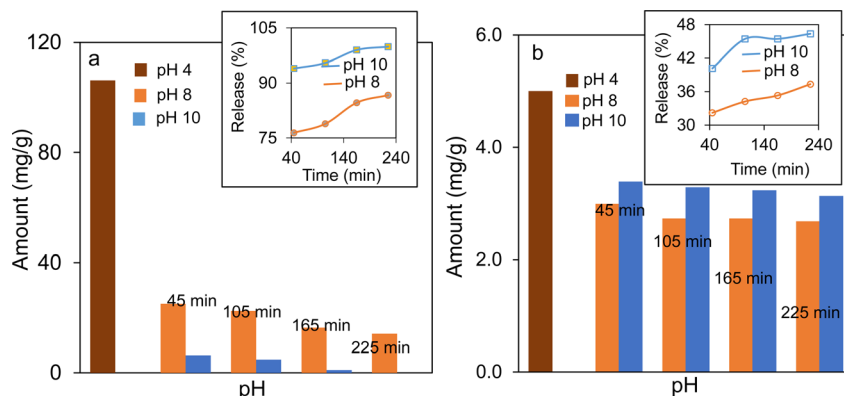 a
Amount (mg/g)
120
80
40
0
pH 4
pH 8
pH 10
45 min
105 min
165 min
225 min
pH
Release (%)
105
90
75
pH 10
pH 8
40 140 240
Time (min)
b
Amount (mg/g)
6.0
4.0
2.0
0.0
pH 4
pH 8
pH 10
45 min
105 min
165 min
225 min
pH
Release (%)
48
42
36
30
pH 10
pH 8
40 140 240
Time (min)